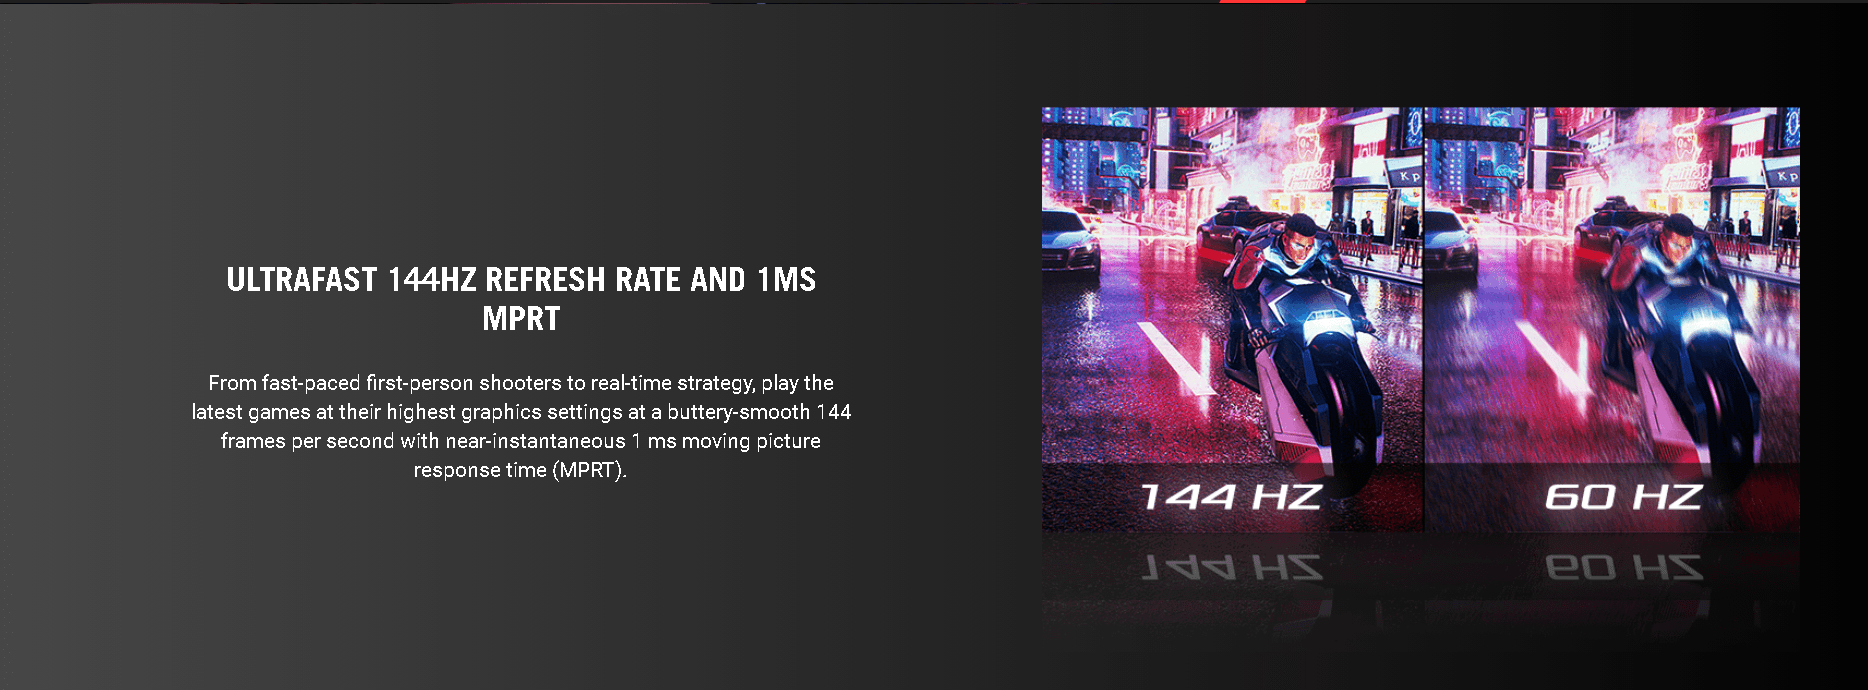 ULTRAFAST 144HZ REFRESH RATE AND 1MS
MPRT
From fast-paced first-person shooters to real-time strategy, play the
latest games at their highest graphics settings at a buttery-smooth 144
frames per second with near-instantaneous 1 ms moving picture
response time (MPRT).
KP
KP
144 HZ
60 HZ